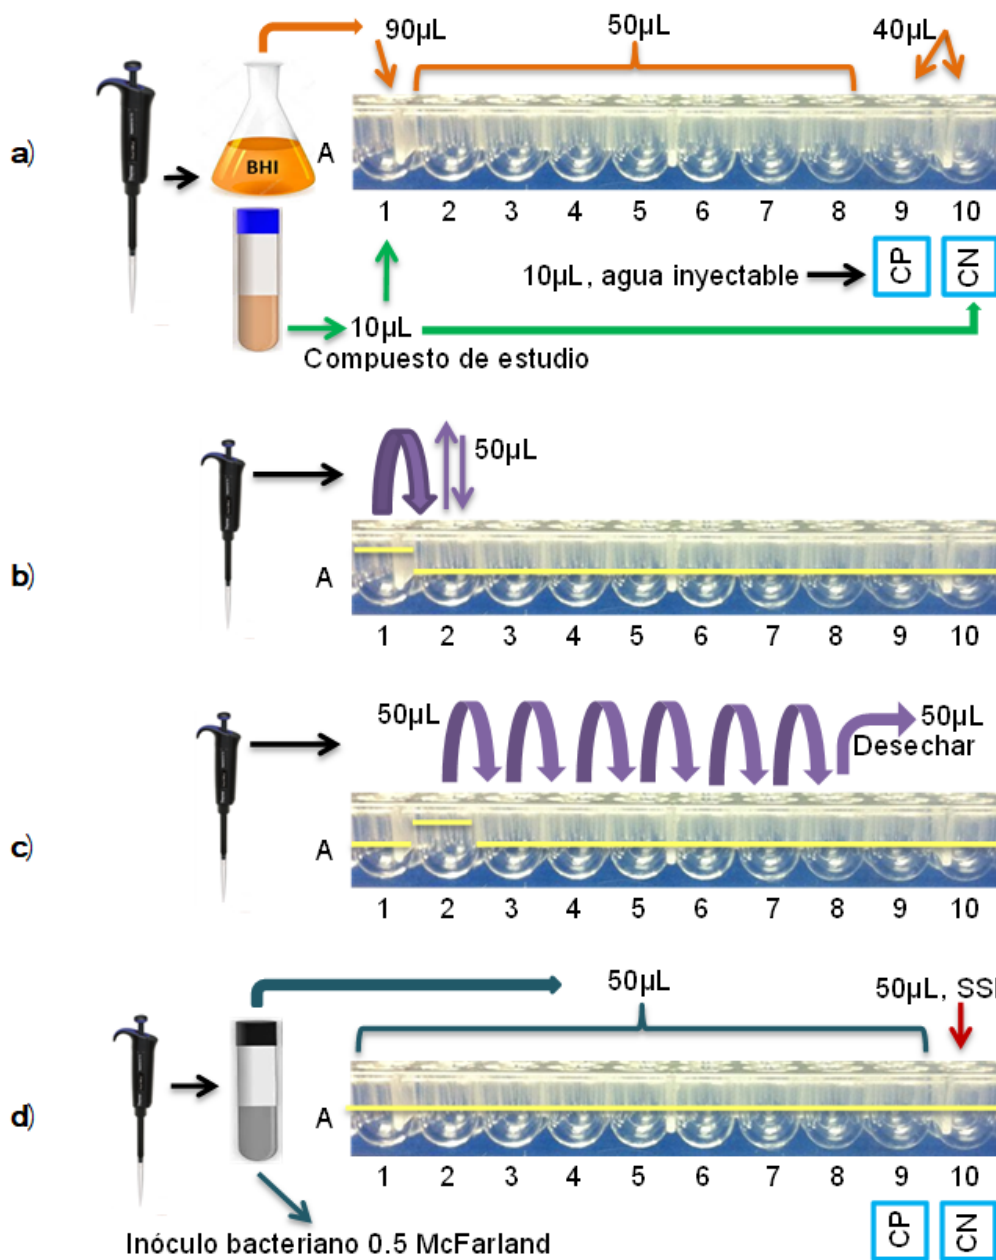 a)
90µL
50µL
40µL
BHI
A
1 2 3 4 5 6 7 8 9 10
10µL, agua inyectable
CP
CN
10µL
Compuesto de estudio
b)
50µL
A
1 2 3 4 5 6 7 8 9 10
c)
50µL
50µL
Desechar
A
1 2 3 4 5 6 7 8 9 10
d)
50µL
50µL, SSI
A
1 2 3 4 5 6 7 8 9 10
CP
CN
Inóculo bacteriano 0.5 McFarland